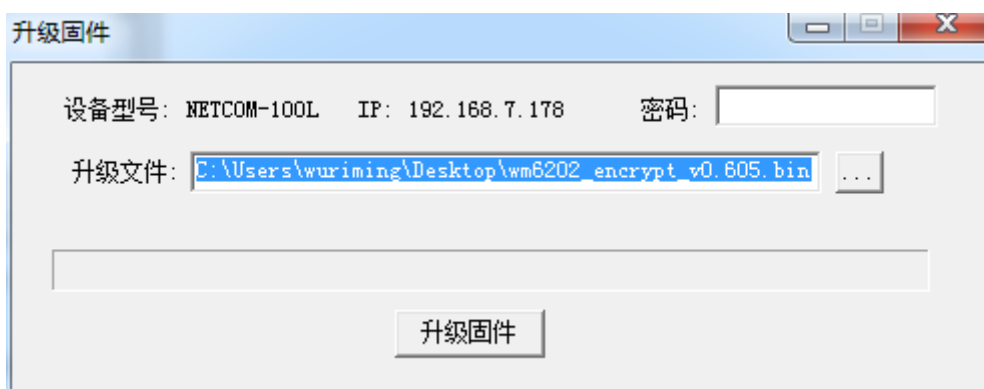 升级固件
设备型号: NETCOM-100L IP: 192.168.7.178 密码:
升级文件: C:\Users\wuriming\Desktop\wm6202_encrypt_v0.605.bin ...
升级固件